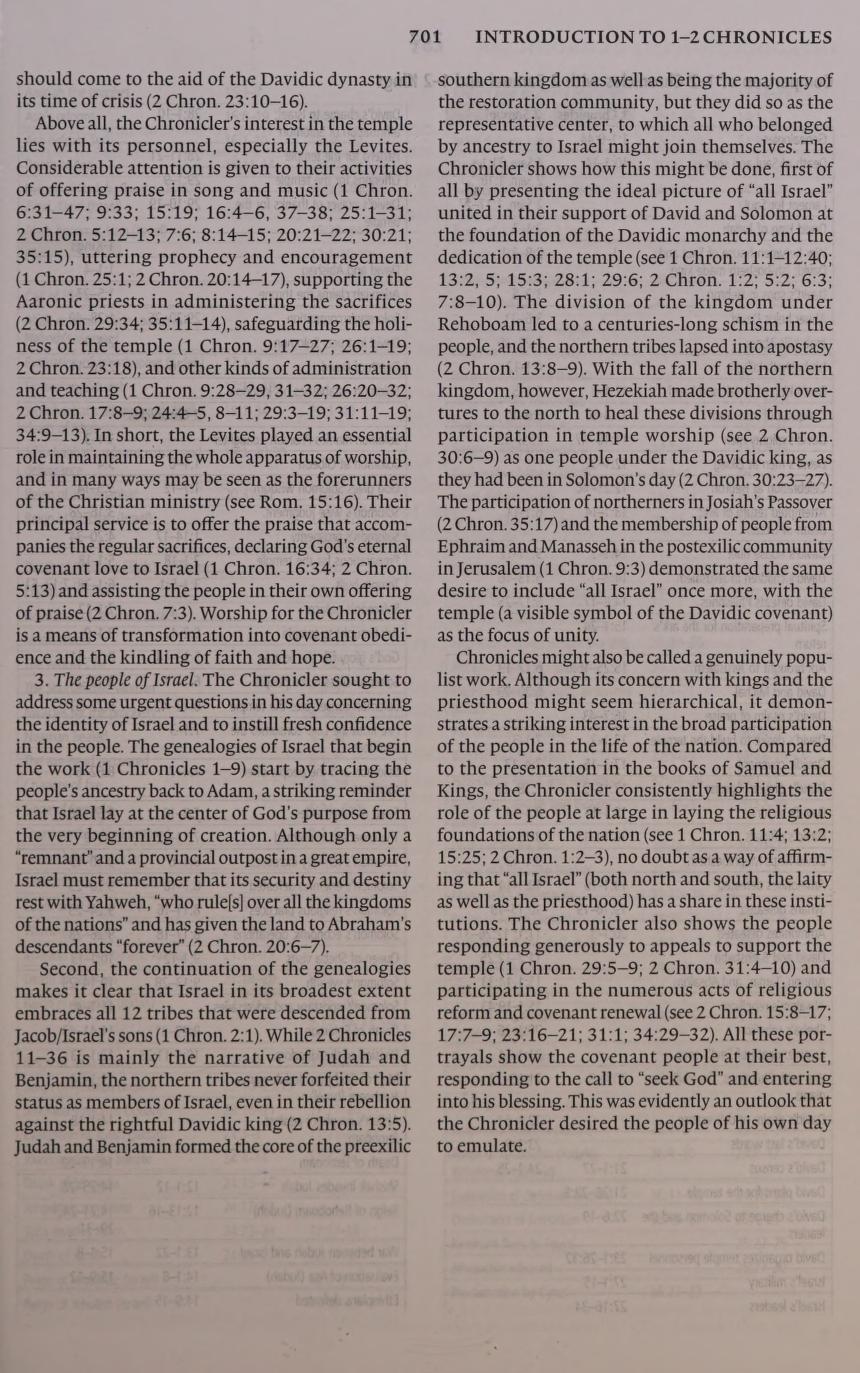 701 INTRODUCTION TO 1–2 CHRONICLES
should come to the aid of the Davidic dynasty in
its time of crisis (2 Chron. 23:10–16).
Above all, the Chronicler's interest in the temple
lies with its personnel, especially the Levites.
Considerable attention is given to their activities
of offering praise in song and music (1 Chron.
6:31–47; 9:33; 15:19; 16:4–6, 37–38; 25:1–31;
2 Chron. 5:12–13; 7:6; 8:14–15; 20:21–22; 30:21;
35:15), uttering prophecy and encouragement
(1 Chron. 25:1; 2 Chron. 20:14–17), supporting the
Aaronic priests in administering the sacrifices
(2 Chron. 29:34; 35:11–14), safeguarding the holi-
ness of the temple (1 Chron. 9:17–27; 26:1–19;
2 Chron. 23:18), and other kinds of administration
and teaching (1 Chron. 9:28–29, 31–32; 26:20–32;
2 Chron. 17:8–9; 24:4–5, 8–11; 29:3–19; 31:11–19;
34:9–13). In short, the Levites played an essential
role in maintaining the whole apparatus of worship,
and in many ways may be seen as the forerunners
of the Christian ministry (see Rom. 15:16). Their
principal service is to offer the praise that accom-
panies the regular sacrifices, declaring God's eternal
covenant love to Israel (1 Chron. 16:34; 2 Chron.
5:13) and assisting the people in their own offering
of praise (2 Chron. 7:3). Worship for the Chronicler
is a means of transformation into covenant obedi-
ence and the kindling of faith and hope.
3. The people of Israel. The Chronicler sought to
address some urgent questions in his day concerning
the identity of Israel and to instill fresh confidence
in the people. The genealogies of Israel that begin
the work (1 Chronicles 1–9) start by tracing the
people's ancestry back to Adam, a striking reminder
that Israel lay at the center of God's purpose from
the very beginning of creation. Although only a
"remnant" and a provincial outpost in a great empire,
Israel must remember that its security and destiny
rest with Yahweh, "who rule[s] over all the kingdoms
of the nations" and has given the land to Abraham's
descendants "forever" (2 Chron. 20:6–7).
Second, the continuation of the genealogies
makes it clear that Israel in its broadest extent
embraces all 12 tribes that were descended from
Jacob/Israel's sons (1 Chron. 2:1). While 2 Chronicles
11–36 is mainly the narrative of Judah and
Benjamin, the northern tribes never forfeited their
status as members of Israel, even in their rebellion
against the rightful Davidic king (2 Chron. 13:5).
Judah and Benjamin formed the core of the preexilic
southern kingdom as well as being the majority of
the restoration community, but they did so as the
representative center, to which all who belonged
by ancestry to Israel might join themselves. The
Chronicler shows how this might be done, first of
all by presenting the ideal picture of "all Israel"
united in their support of David and Solomon at
the foundation of the Davidic monarchy and the
dedication of the temple (see 1 Chron. 11:1–12:40;
13:2, 5; 15:3; 28:1; 29:6; 2 Chron. 1:2; 5:2; 6:3;
7:8–10). The division of the kingdom under
Rehoboam led to a centuries-long schism in the
people, and the northern tribes lapsed into apostasy
(2 Chron. 13:8–9). With the fall of the northern
kingdom, however, Hezekiah made brotherly over-
tures to the north to heal these divisions through
participation in temple worship (see 2 Chron.
30:6–9) as one people under the Davidic king, as
they had been in Solomon's day (2 Chron. 30:23–27).
The participation of northerners in Josiah's Passover
(2 Chron. 35:17) and the membership of people from
Ephraim and Manasseh in the postexilic community
in Jerusalem (1 Chron. 9:3) demonstrated the same
desire to include "all Israel" once more, with the
temple (a visible symbol of the Davidic covenant)
as the focus of unity.
Chronicles might also be called a genuinely popu-
list work. Although its concern with kings and the
priesthood might seem hierarchical, it demon-
strates a striking interest in the broad participation
of the people in the life of the nation. Compared
to the presentation in the books of Samuel and
Kings, the Chronicler consistently highlights the
role of the people at large in laying the religious
foundations of the nation (see 1 Chron. 11:4; 13:2;
15:25; 2 Chron. 1:2–3), no doubt as a way of affirm-
ing that "all Israel" (both north and south, the laity
as well as the priesthood) has a share in these insti-
tutions. The Chronicler also shows the people
responding generously to appeals to support the
temple (1 Chron. 29:5–9; 2 Chron. 31:4–10) and
participating in the numerous acts of religious
reform and covenant renewal (see 2 Chron. 15:8–17;
17:7–9; 23:16–21; 31:1; 34:29–32). All these por-
trayals show the covenant people at their best,
responding to the call to "seek God" and entering
into his blessing. This was evidently an outlook that
the Chronicler desired the people of his own day
to emulate.